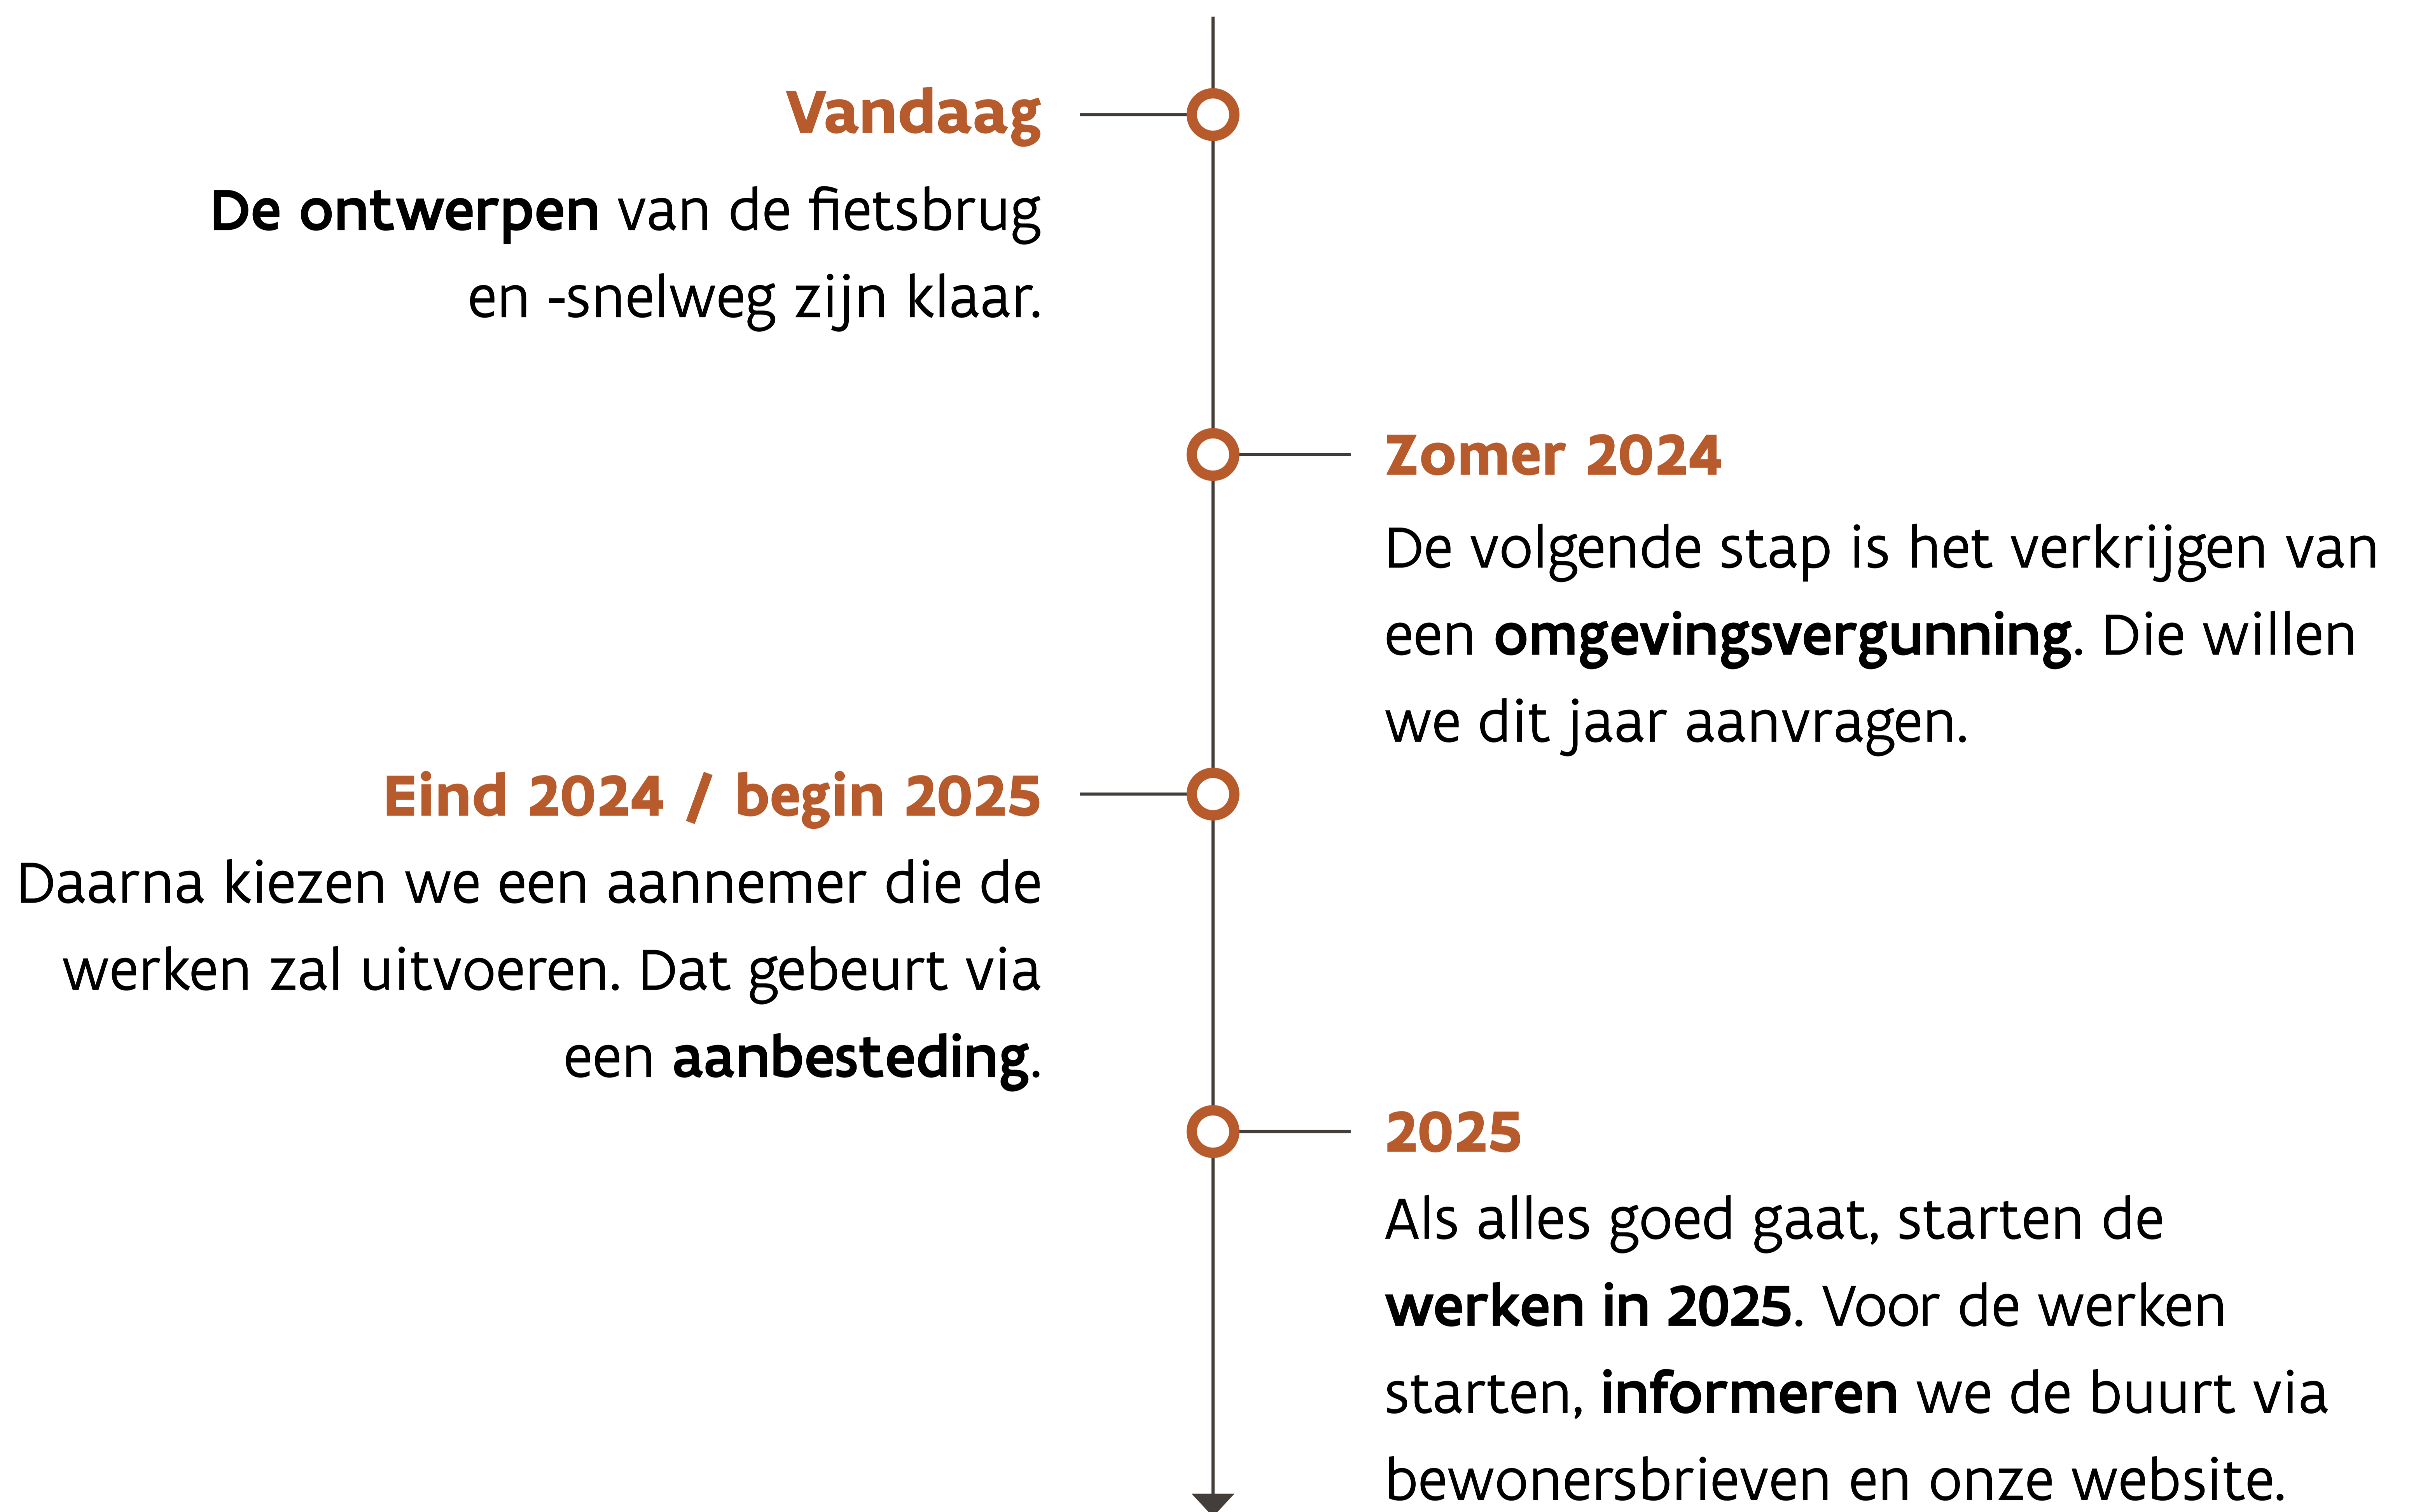 Vandaag
De ontwerpen van de fietsbrug
en -snelweg zijn klaar.
Zomer 2024
De volgende stap is het verkrijgen van
een omgevingsvergunning. Die willen
we dit jaar aanvragen.
Eind 2024 / begin 2025
Daarna kiezen we een aannemer die de
werken zal uitvoeren. Dat gebeurt via
een aanbesteding.
2025
Als alles goed gaat, starten de
werken in 2025. Voor de werken
starten, informeren we de buurt via
bewonersbrieven en onze website.